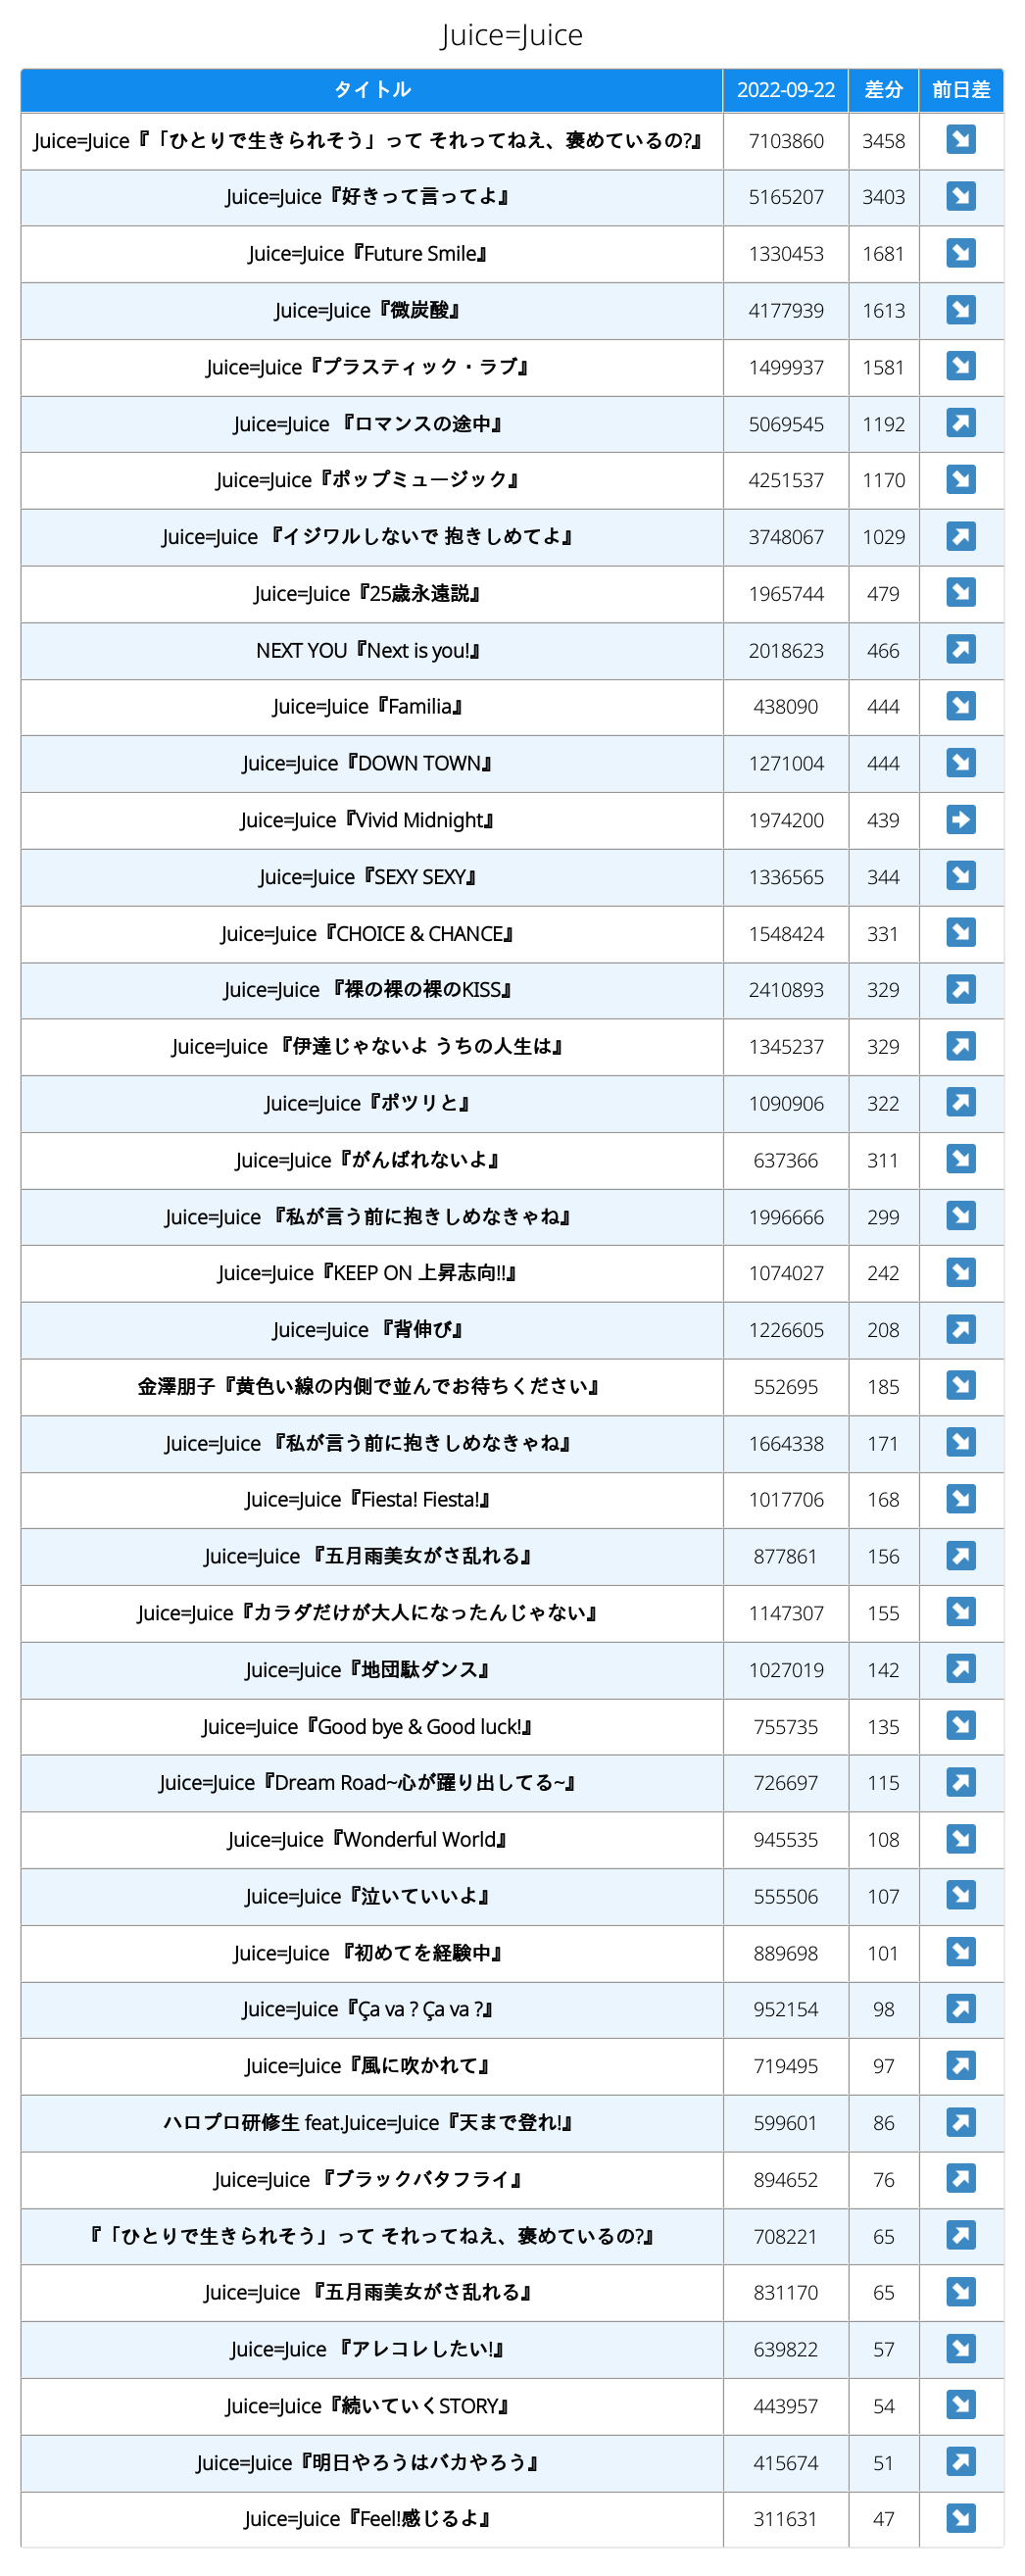 Juice=Juice
タイトル 2022-09-22 差分 前日差
Juice=Juice『「ひとりで生きられそう」って それってねえ、褒めているの?』 7103860 3458 ↘
Juice=Juice『好きって言ってよ』 5165207 3403 ↘
Juice=Juice『Future Smile』 1330453 1681 ↘
Juice=Juice『微炭酸』 4177939 1613 ↘
Juice=Juice『プラスティック・ラブ』 1499937 1581 ↘
Juice=Juice 『ロマンスの途中』 5069545 1192 ↗
Juice=Juice『ポップミュージック』 4251537 1170 ↘
Juice=Juice 『イジワルしないで 抱きしめてよ』 3748067 1029 ↗
Juice=Juice『25歳永遠説』 1965744 479 ↘
NEXT YOU『Next is you!』 2018623 466 ↗
Juice=Juice『Familia』 438090 444 ↘
Juice=Juice『DOWN TOWN』 1271004 444 ↘
Juice=Juice『Vivid Midnight』 1974200 439 ➡
Juice=Juice『SEXY SEXY』 1336565 344 ↘
Juice=Juice『CHOICE & CHANCE』 1548424 331 ↘
Juice=Juice 『裸の裸の裸のKISS』 2410893 329 ↗
Juice=Juice 『伊達じゃないよ うちの人生は』 1345237 329 ↗
Juice=Juice『ポツリと』 1090906 322 ↗
Juice=Juice『がんばれないよ』 637366 311 ↘
Juice=Juice 『私が言う前に抱きしめなきゃね』 1996666 299 ↘
Juice=Juice『KEEP ON 上昇志向!!』 1074027 242 ↘
Juice=Juice 『背伸び』 1226605 208 ↗
金澤朋子『黄色い線の内側で並んでお待ちください』 552695 185 ↘
Juice=Juice 『私が言う前に抱きしめなきゃね』 1664338 171 ↘
Juice=Juice『Fiesta! Fiesta!』 1017706 168 ↘
Juice=Juice 『五月雨美女がさ乱れる』 877861 156 ↗
Juice=Juice『カラダだけが大人になったんじゃない』 1147307 155 ↘
Juice=Juice『地団駄ダンス』 1027019 142 ↗
Juice=Juice『Good bye & Good luck!』 755735 135 ↘
Juice=Juice『Dream Road~心が躍り出してる~』 726697 115 ↗
Juice=Juice『Wonderful World』 945535 108 ↘
Juice=Juice『泣いていいよ』 555506 107 ↘
Juice=Juice 『初めてを経験中』 889698 101 ↘
Juice=Juice『Ça va ? Ça va ?』 952154 98 ↗
Juice=Juice『風に吹かれて』 719495 97 ↗
ハロプロ研修生 feat.Juice=Juice『天まで登れ!』 599601 86 ↗
Juice=Juice 『ブラックバタフライ』 894652 76 ↗
『「ひとりで生きられそう」って それってねえ、褒めているの?』 708221 65 ↗
Juice=Juice 『五月雨美女がさ乱れる』 831170 65 ↘
Juice=Juice 『アレコレしたい!』 639822 57 ↘
Juice=Juice『続いていくSTORY』 443957 54 ↘
Juice=Juice『明日やろうはバカやろう』 415674 51 ↗
Juice=Juice『Feel!感じるよ』 311631 47 ↘